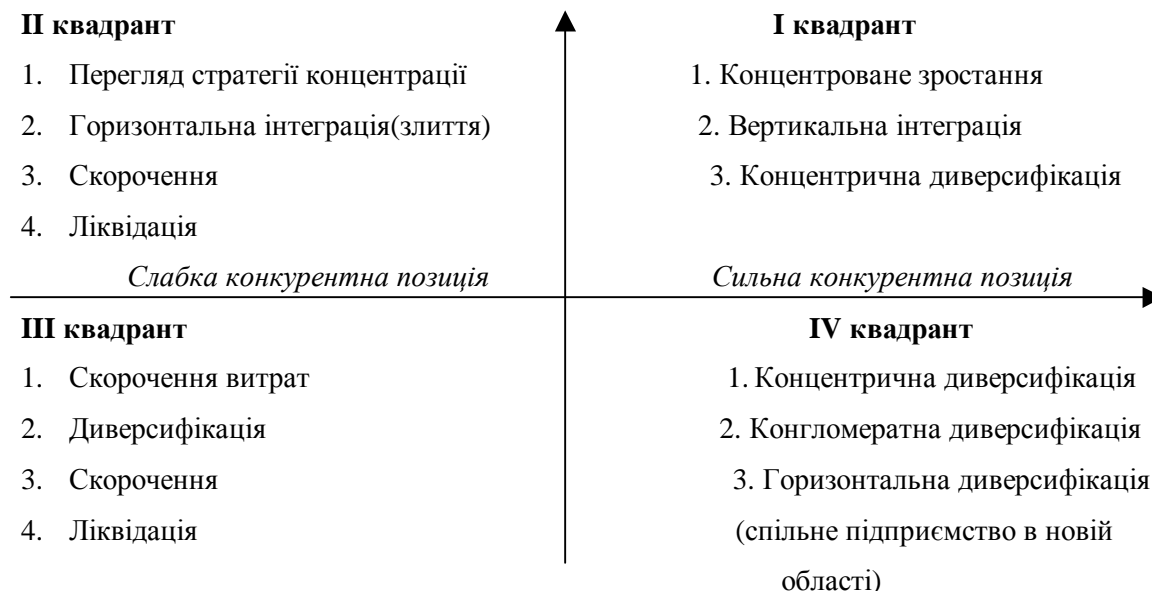 II квадрант
1. Перегляд стратегії концентрації
2. Горизонтальна інтеграція(злиття)
3. Скорочення
4. Ліквідація
Слабка конкурентна позиція
I квадрант
1. Концентроване зростання
2. Вертикальна інтеграція
3. Концентрична диверсифікація
Сильна конкурентна позиція
III квадрант
1. Скорочення витрат
2. Диверсифікація
3. Скорочення
4. Ліквідація
IV квадрант
1. Концентрична диверсифікація
2. Конгломератна диверсифікація
3. Горизонтальна диверсифікація
(спільне підприємство в новій
області)